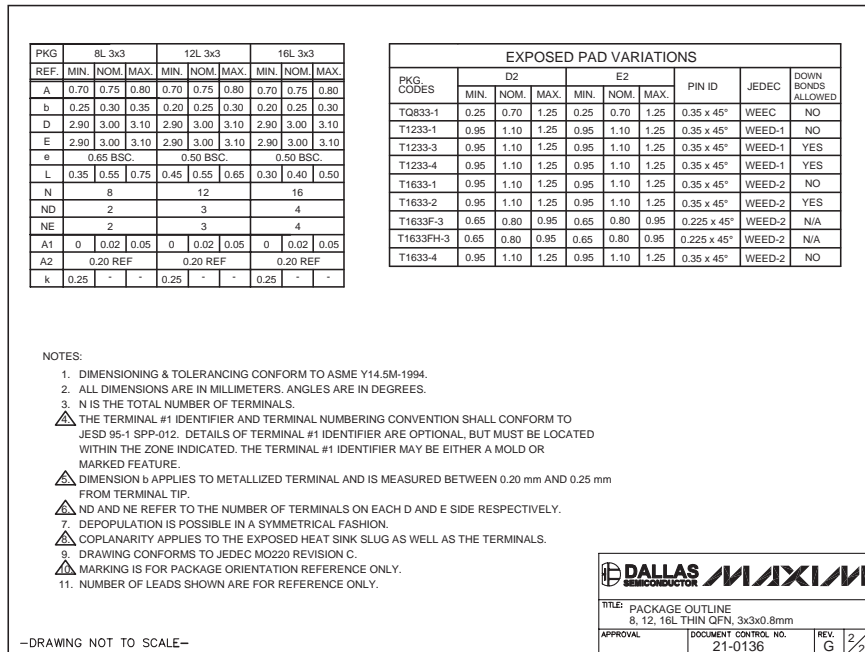 PKG 8L 3x3 12L 3x3 16L 3x3
REF. MIN. NOM. MAX. MIN. NOM. MAX. MIN. NOM. MAX.
A 0.70 0.75 0.80 0.70 0.75 0.80 0.70 0.75 0.80
b 0.25 0.30 0.35 0.20 0.25 0.30 0.20 0.25 0.30
D 2.90 3.00 3.10 2.90 3.00 3.10 2.90 3.00 3.10
E 2.90 3.00 3.10 2.90 3.00 3.10 2.90 3.00 3.10
e 0.65 BSC. 0.50 BSC. 0.50 BSC.
L 0.35 0.55 0.75 0.45 0.55 0.65 0.30 0.40 0.50
N 8 12 16
ND 2 3 4
NE 2 3 4
A1 0 0.02 0.05 0 0.02 0.05 0 0.02 0.05
A2 0.20 REF 0.20 REF 0.20 REF
k 0.25 - - 0.25 - - 0.25 - -
EXPOSED PAD VARIATIONS
PKG. CODES D2 E2 PIN ID JEDEC DOWN BONDS ALLOWED
MIN. NOM. MAX. MIN. NOM. MAX.
TQ833-1 0.25 0.70 1.25 0.25 0.70 1.25 0.35 x 45° WEEC NO
T1233-1 0.95 1.10 1.25 0.95 1.10 1.25 0.35 x 45° WEED-1 NO
T1233-3 0.95 1.10 1.25 0.95 1.10 1.25 0.35 x 45° WEED-1 YES
T1233-4 0.95 1.10 1.25 0.95 1.10 1.25 0.35 x 45° WEED-1 YES
T1633-1 0.95 1.10 1.25 0.95 1.10 1.25 0.35 x 45° WEED-2 NO
T1633-2 0.95 1.10 1.25 0.95 1.10 1.25 0.35 x 45° WEED-2 YES
T1633F-3 0.65 0.80 0.95 0.65 0.80 0.95 0.225 x 45° WEED-2 N/A
T1633FH-3 0.65 0.80 0.95 0.65 0.80 0.95 0.225 x 45° WEED-2 N/A
T1633-4 0.95 1.10 1.25 0.95 1.10 1.25 0.35 x 45° WEED-2 NO
NOTES:
1. DIMENSIONING & TOLERANCING CONFORM TO ASME Y14.5M-1994.
2. ALL DIMENSIONS ARE IN MILLIMETERS. ANGLES ARE IN DEGREES.
3. N IS THE TOTAL NUMBER OF TERMINALS.
4. THE TERMINAL #1 IDENTIFIER AND TERMINAL NUMBERING CONVENTION SHALL CONFORM TO
JESD 95-1 SPP-012. DETAILS OF TERMINAL #1 IDENTIFIER ARE OPTIONAL, BUT MUST BE LOCATED
WITHIN THE ZONE INDICATED. THE TERMINAL #1 IDENTIFIER MAY BE EITHER A MOLD OR
MARKED FEATURE.
5. DIMENSION b APPLIES TO METALLIZED TERMINAL AND IS MEASURED BETWEEN 0.20 mm AND 0.25 mm
FROM TERMINAL TIP.
6. ND AND NE REFER TO THE NUMBER OF TERMINALS ON EACH D AND E SIDE RESPECTIVELY.
7. DEPOPULATION IS POSSIBLE IN A SYMMETRICAL FASHION.
8. COPLANARITY APPLIES TO THE EXPOSED HEAT SINK SLUG AS WELL AS THE TERMINALS.
9. DRAWING CONFORMS TO JEDEC MO220 REVISION C.
10. MARKING IS FOR PACKAGE ORIENTATION REFERENCE ONLY.
11. NUMBER OF LEADS SHOWN ARE FOR REFERENCE ONLY.
DALLAS SEMICONDUCTOR MAXIM
TITLE: PACKAGE OUTLINE
8, 12, 16L THIN QFN, 3x3x0.8mm
APPROVAL DOCUMENT CONTROL NO. REV.
21-0136 G 2/2
-DRAWING NOT TO SCALE-